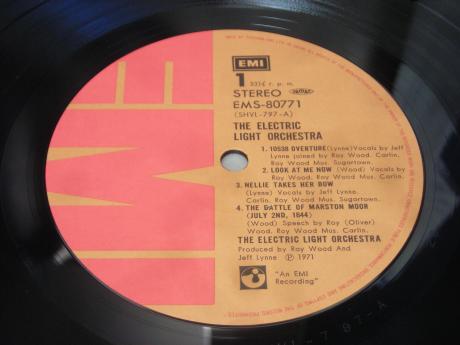 EMI
1 33⅓ r. p. m.
STEREO
EMS-80771
(SHVL-797-A)
THE ELECTRIC
LIGHT ORCHESTRA
1. 10538 OVERTURE (Lynne) Vocals by Jeff
Lynne joined by Roy Wood. Carlin.
Roy Wood Mus. Sugartown.
2. LOOK AT ME NOW (Wood) Vocals by
Roy Wood. Roy Wood Mus. Carlin.
3. NELLIE TAKES HER BOW
(Lynne) Vocals by Jeff Lynne.
Carlin. Roy Wood Mus. Sugartown.
4. THE BATTLE OF MARSTON MOOR
(JULY 2ND, 1644)
(Wood) Speech by Roy (Oliver)
Wood. Roy Wood Mus. Carlin.
THE ELECTRIC LIGHT ORCHESTRA
Produced by Roy Wood And
Jeff Lynne ℗ 1971
"An EMI
Recording"
EMI